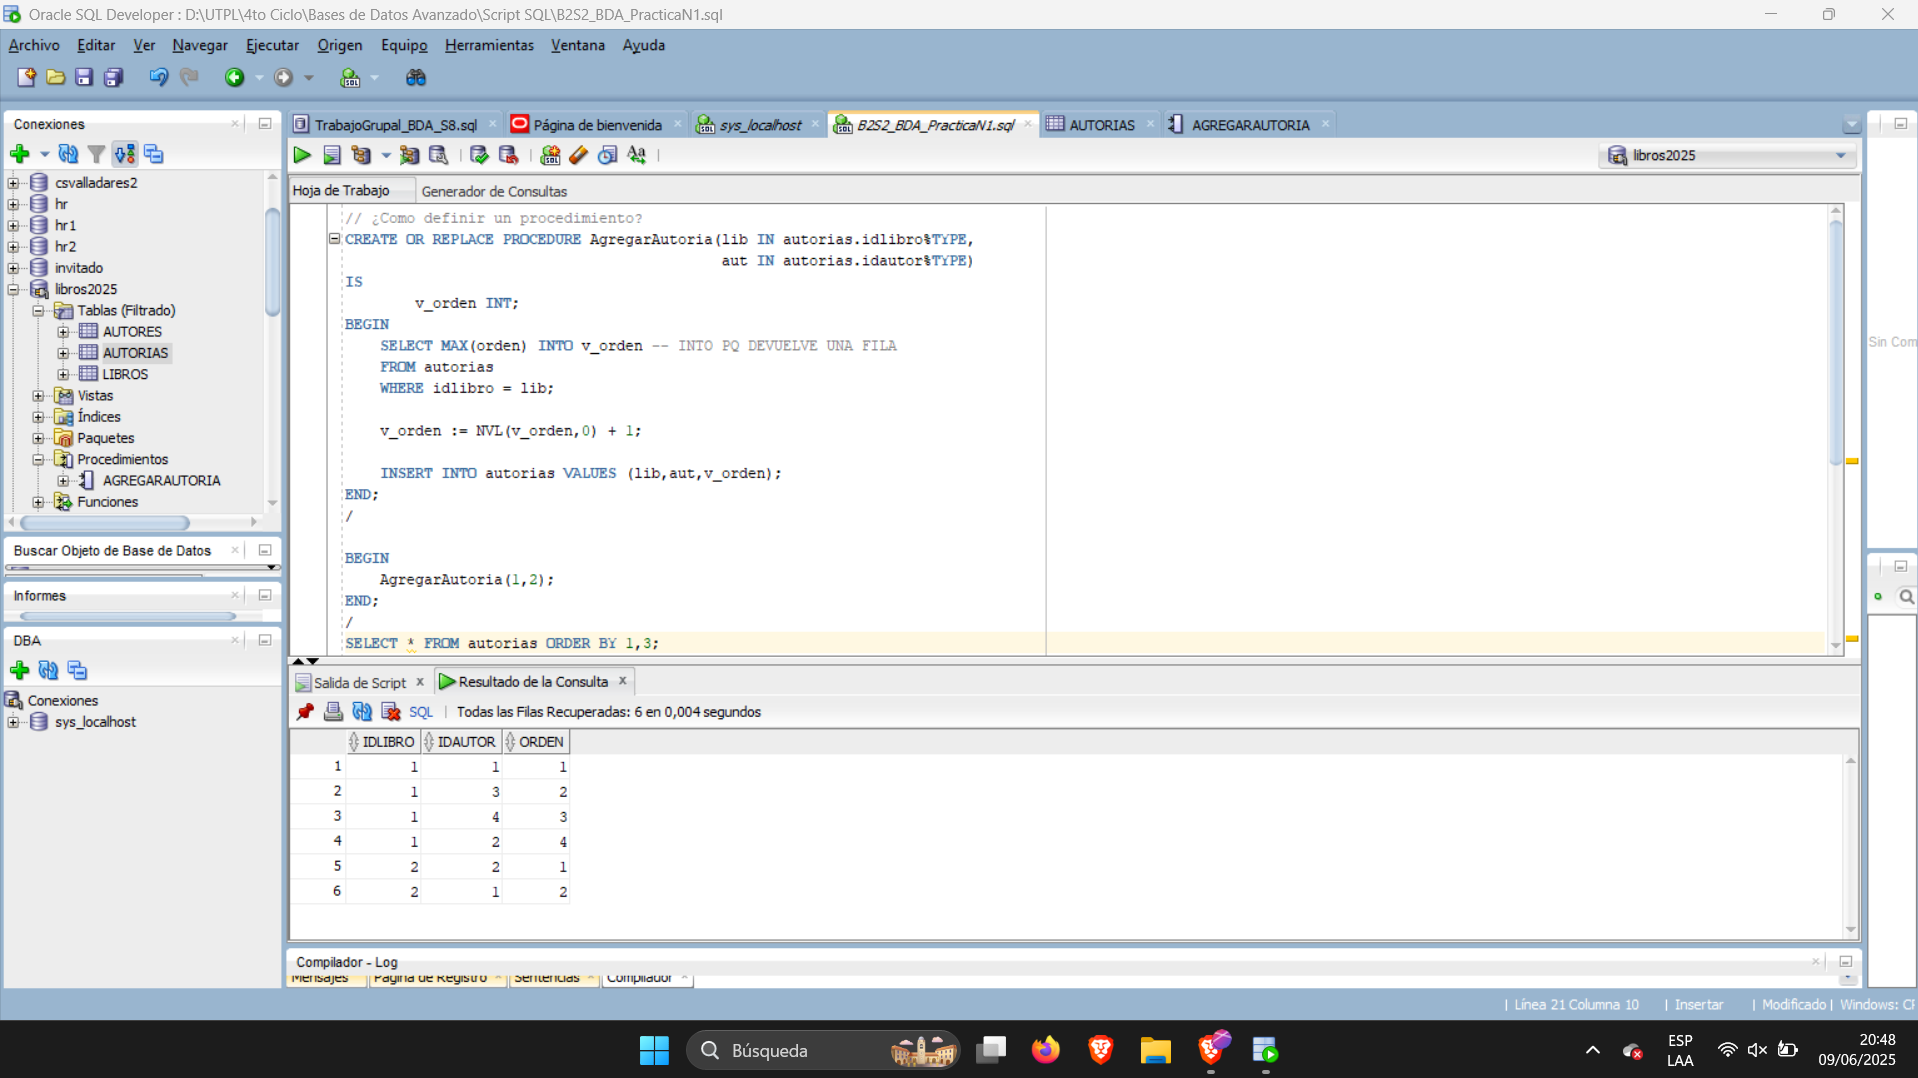 Oracle SQL Developer : D:\UTPL\4to Ciclo\Bases de Datos Avanzado\Script SQL\B2S2_BDA_PracticaN1.sql
Archivo Editar Ver Navegar Ejecutar Origen Equipo Herramientas Ventana Ayuda
Conexiones
csvalladares2
hr
hr1
hr2
invitado
libros2025
Tablas (Filtrado)
AUTORES
AUTORIAS
LIBROS
Vistas
Índices
Paquetes
Procedimientos
AGREGARAUTORIA
Funciones
Buscar Objeto de Base de Datos
Informes
DBA
Conexiones
sys_localhost
TrabajoGrupal_BDA_S8.sql Página de bienvenida sys_localhost B2S2_BDA_PracticaN1.sql AUTORIAS AGREGARAUTORIA
libros2025
Hoja de Trabajo Generador de Consultas
// ¿Como definir un procedimiento?
CREATE OR REPLACE PROCEDURE AgregarAutoria(lib IN autorias.idlibro%TYPE,
aut IN autorias.idautor%TYPE)
IS
v_orden INT;
BEGIN
SELECT MAX(orden) INTO v_orden -- INTO PQ DEVUELVE UNA FILA
FROM autorias
WHERE idlibro = lib;
v_orden := NVL(v_orden,0) + 1;
INSERT INTO autorias VALUES (lib,aut,v_orden);
END;
/
BEGIN
AgregarAutoria(1,2);
END;
/
SELECT * FROM autorias ORDER BY 1,3;
Sin Com
Salida de Script Resultado de la Consulta
SQL Todas las Filas Recuperadas: 6 en 0,004 segundos
IDLIBRO IDAUTOR ORDEN
1 1 1 1
2 1 3 2
3 1 4 3
4 1 2 4
5 2 2 1
6 2 1 2
Compilador - Log
Mensajes Página de Registro Sentencias Compilador
Línea 21 Columna 10 Insertar Modificado Windows: CF
Búsqueda
ESP
LAA
20:48
09/06/2025